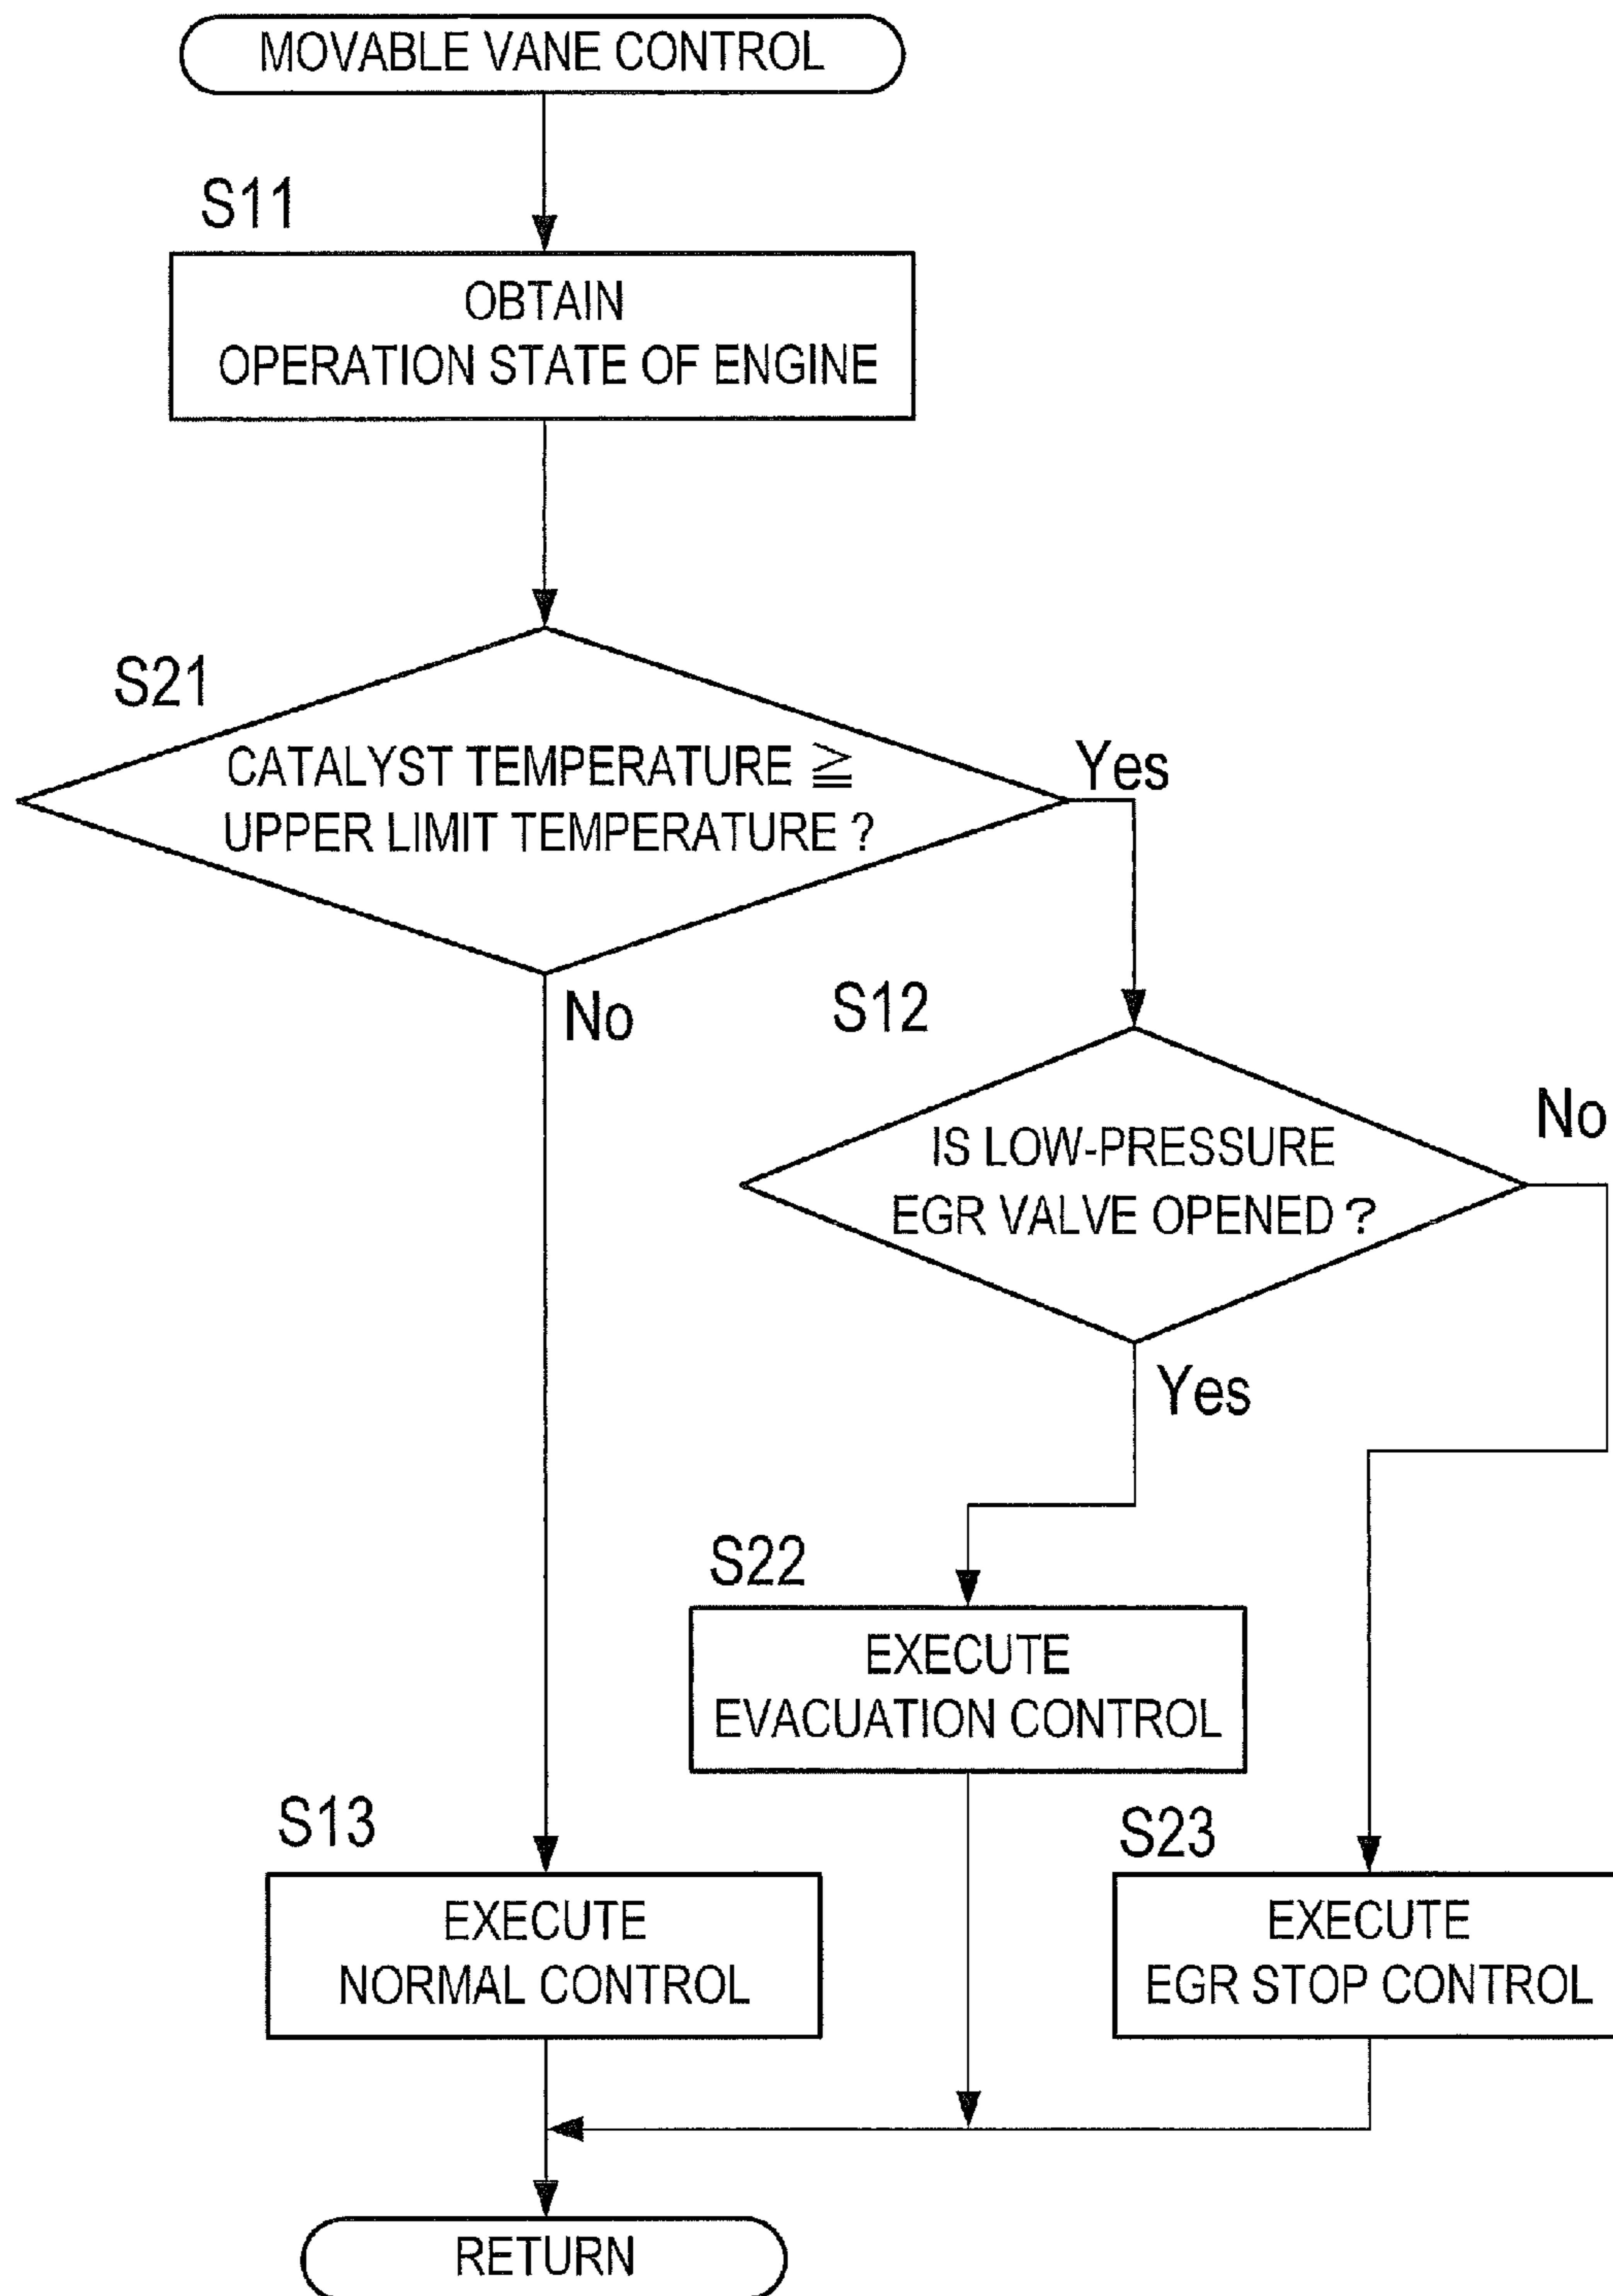 MOVABLE VANE CONTROL
S11
OBTAIN
OPERATION STATE OF ENGINE
S21
CATALYST TEMPERATURE ≧
UPPER LIMIT TEMPERATURE ?
Yes
No
S12
IS LOW-PRESSURE
EGR VALVE OPENED ?
No
Yes
S22
EXECUTE
EVACUATION CONTROL
S13
EXECUTE
NORMAL CONTROL
S23
EXECUTE
EGR STOP CONTROL
RETURN